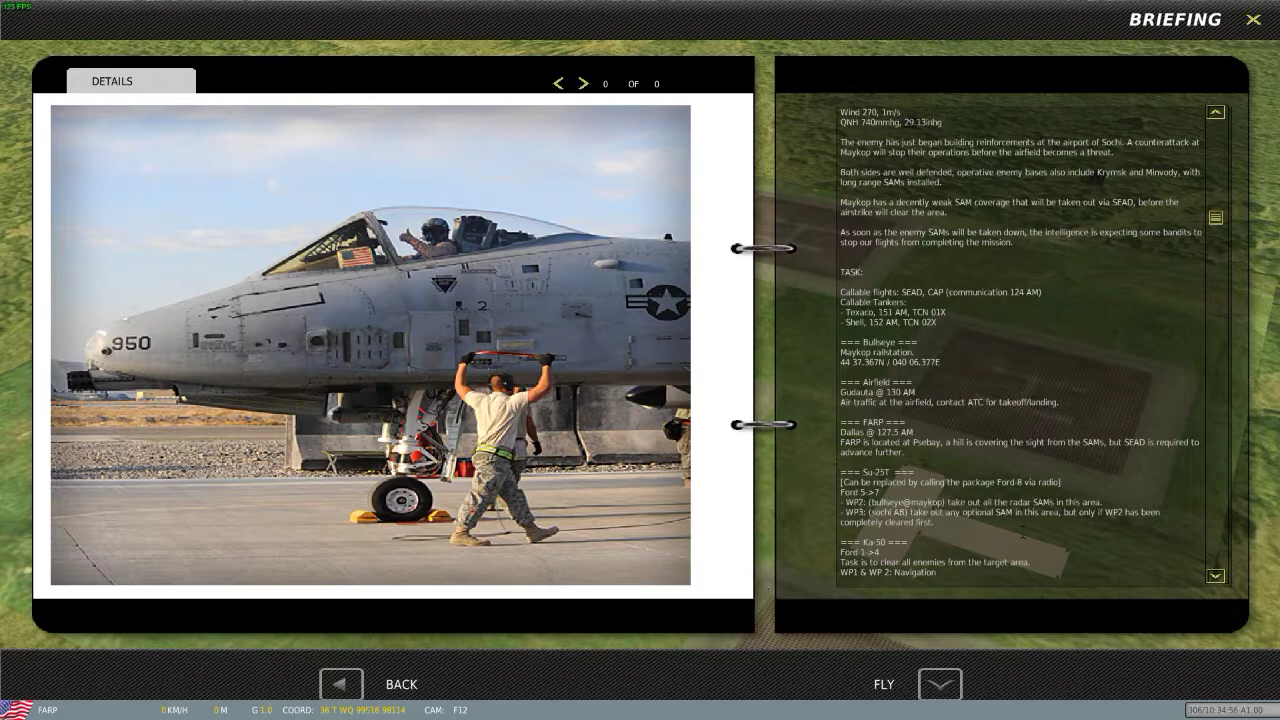 123 FPS
BRIEFING
DETAILS
0 OF 0
950
Wind 270, 1m/s
QNH 740mmhg, 29.13inhg
The enemy has just began building reinforcements at the airport of Sochi. A counterattack at
Maykop will stop their operations before the airfield becomes a threat.
Both sides are well defended, operative enemy bases also include Krymsk and Minvody, with
long range SAMs installed.
Maykop has a decently weak SAM coverage that will be taken out via SEAD, before the
airstrike will clear the area.
As soon as the enemy SAMs will be taken down, the intelligence is expecting some bandits to
stop our flights from completing the mission.
TASK:
Callable flights: SEAD, CAP (communication 124 AM)
Callable Tankers:
- Texaco, 151 AM, TCN 01X
- Shell, 152 AM, TCN 02X
=== Bullseye ===
Maykop railstation.
44 37.367N / 040 06.377E
=== Airfield ===
Gudauta @ 130 AM
Air traffic at the airfield, contact ATC for takeoff/landing.
=== FARP ===
Dallas @ 127.5 AM
FARP is located at Psebay, a hill is covering the sight from the SAMs, but SEAD is required to
advance further.
=== Su-25T ===
[Can be replaced by calling the package Ford-8 via radio]
Ford 5->7
- WP2: (bullseye@maykop) take out all the radar SAMs in this area.
- WP3: (sochi AB) take out any optional SAM in this area, but only if WP2 has been
completely cleared first.
=== Ka-50 ===
Ford 1->4
Task is to clear all enemies from the target area.
WP1 & WP 2: Navigation
BACK
FLY
FARP 0 KM/H 0 M G 1.0 COORD: 36 T WQ 99516 98114 CAM: F12
306/10:34:56 A1.00